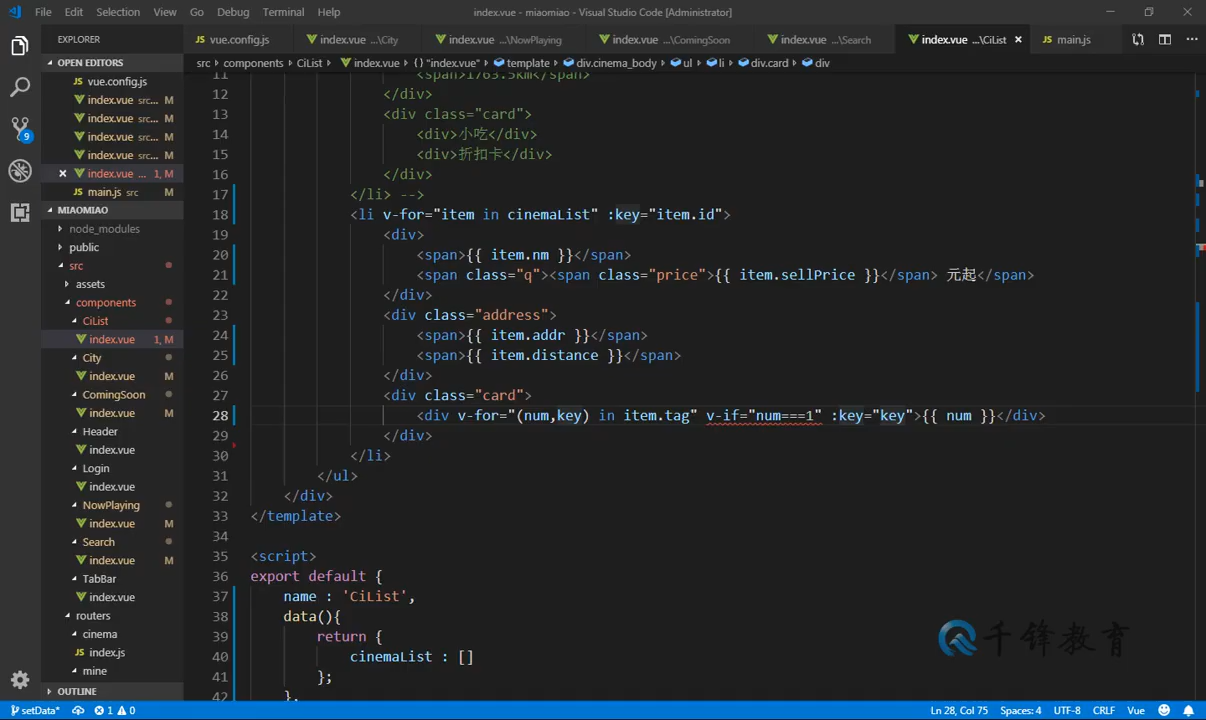 File Edit Selection View Go Debug Terminal Help index.vue - miaomiao - Visual Studio Code [Administrator]
EXPLORER
vue.config.js index.vue ...\City index.vue ...\NowPlaying index.vue ...\ComingSoon index.vue ...\Search index.vue ...\CiList × main.js
OPEN EDITORS
src › components › CiList › index.vue › {} "index.vue" › template › div.cinema_body › ul › li › div.card › div
vue.config.js
index.vue src... M
index.vue src... M
index.vue src... M
index.vue src... M
× index.vue ... 1, M
main.js src M
MIAOMIAO
node_modules
public
src
assets
components
CiList
index.vue 1, M
City
index.vue M
ComingSoon
index.vue M
Header
index.vue M
Login
index.vue M
NowPlaying
index.vue M
Search
index.vue M
TabBar
index.vue M
routers
cinema
index.js M
mine
OUTLINE
11 <span>1763.5km</span>
12 </div>
13 <div class="card">
14 <div>小吃</div>
15 <div>折扣卡</div>
16 </div>
17 </li> -->
18 <li v-for="item in cinemaList" :key="item.id">
19 <div>
20 <span>{{ item.nm }}</span>
21 <span class="q"><span class="price">{{ item.sellPrice }}</span> 元起</span>
22 </div>
23 <div class="address">
24 <span>{{ item.addr }}</span>
25 <span>{{ item.distance }}</span>
26 </div>
27 <div class="card">
28 <div v-for="(num,key) in item.tag" v-if="num===1" :key="key">{{ num }}</div>
29 </div>
30 </li>
31 </ul>
32 </div>
33 </template>
34
35 <script>
36 export default {
37 name : 'CiList',
38 data(){
39 return {
40 cinemaList : []
41 };
42 },
千锋教育
9
setData* 1 0 Ln 28, Col 75 Spaces: 4 UTF-8 CRLF Vue